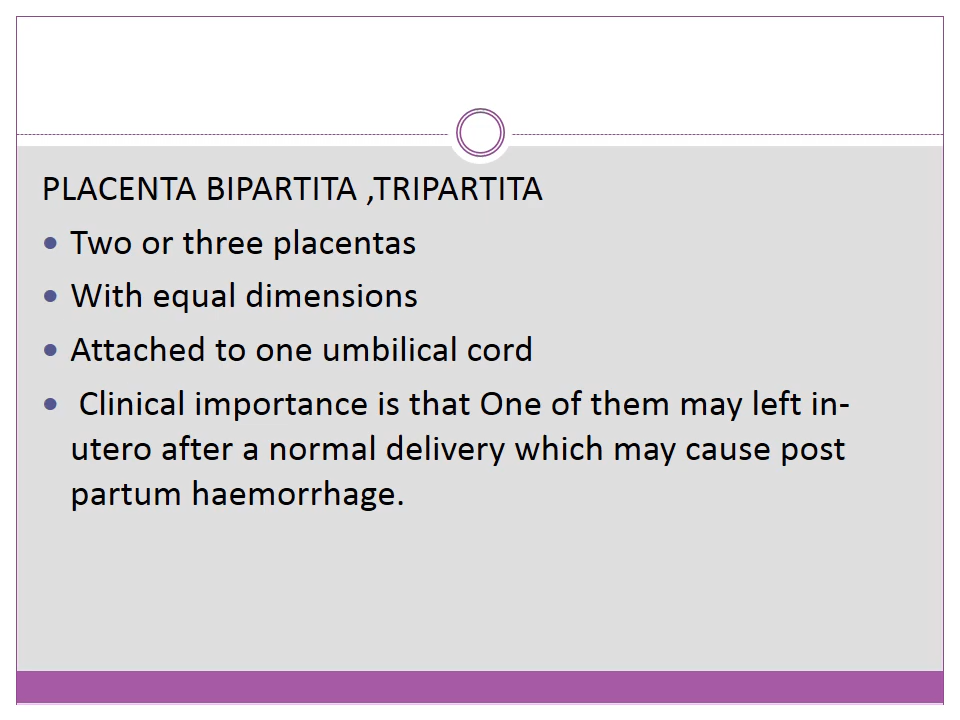 PLACENTA BIPARTITA ,TRIPARTITA
• Two or three placentas
• With equal dimensions
• Attached to one umbilical cord
• Clinical importance is that One of them may left in-
utero after a normal delivery which may cause post
partum haemorrhage.